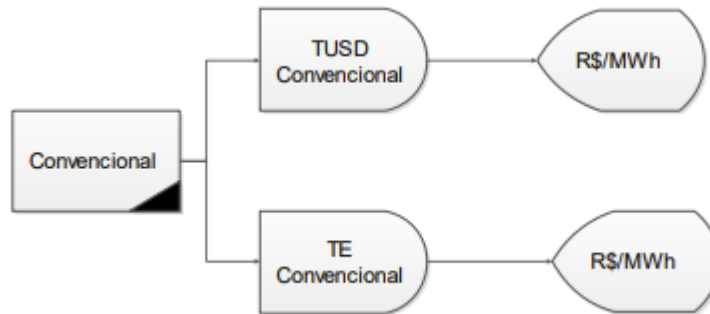 TUSD
Convencional
R$/MWh
Convencional
TE
Convencional
R$/MWh